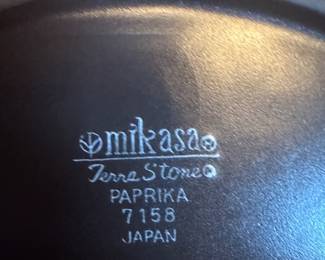 mikasa®
Terra Stone®
PAPRIKA
7158
JAPAN